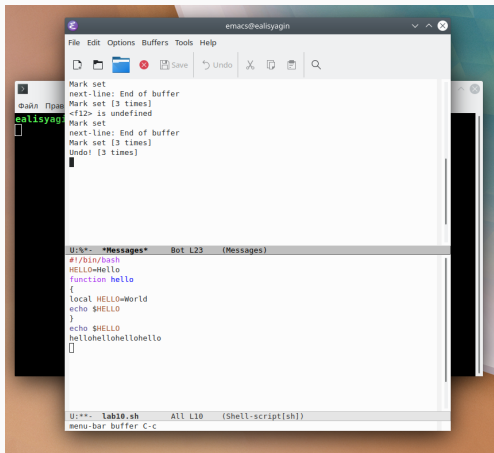 emacs@ealisyagin
File Edit Options Buffers Tools Help
Save Undo
Mark set
next-line: End of buffer
Mark set [3 times]
<f12> is undefined
Mark set
next-line: End of buffer
Mark set [3 times]
Undo! [3 times]
U:%*- *Messages* Bot L23 (Messages)
#!/bin/bash
HELLO=Hello
function hello
{
local HELLO=World
echo $HELLO
}
echo $HELLO
hellohellohellohello
U:**- lab10.sh All L10 (Shell-script[sh])
menu-bar buffer C-c
Файл Прав
ealisyagi